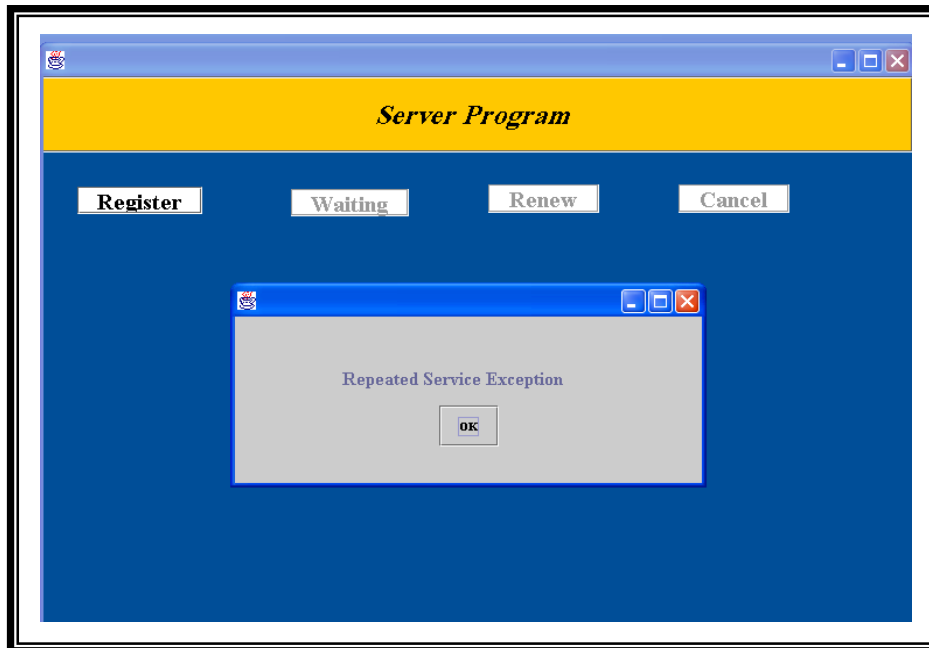 Server Program
Register Waiting Renew Cancel
Repeated Service Exception
OK